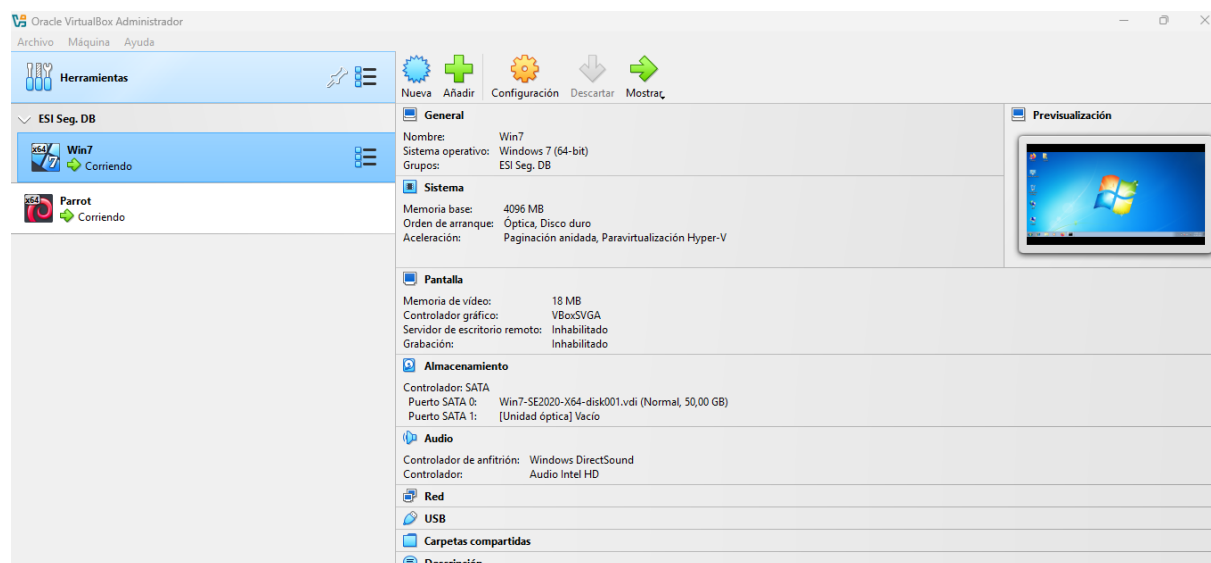 Oracle VirtualBox Administrador
Archivo Máquina Ayuda
Herramientas
Nueva Añadir Configuración Descartar Mostrar
ESI Seg. DB
x64 7 Win7
Corriendo
x64 Parrot
Corriendo
General
Nombre: Win7
Sistema operativo: Windows 7 (64-bit)
Grupos: ESI Seg. DB
Previsualización
Sistema
Memoria base: 4096 MB
Orden de arranque: Óptica, Disco duro
Aceleración: Paginación anidada, Paravirtualización Hyper-V
Pantalla
Memoria de vídeo: 18 MB
Controlador gráfico: VBoxSVGA
Servidor de escritorio remoto: Inhabilitado
Grabación: Inhabilitado
Almacenamiento
Controlador: SATA
Puerto SATA 0: Win7-SE2020-X64-disk001.vdi (Normal, 50,00 GB)
Puerto SATA 1: [Unidad óptica] Vacío
Audio
Controlador de anfitrión: Windows DirectSound
Controlador: Audio Intel HD
Red
USB
Carpetas compartidas
Descripción